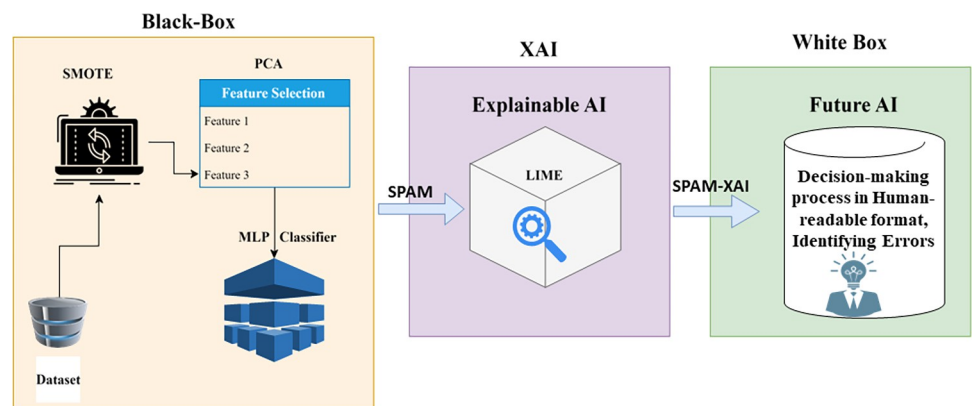 Black-Box
SMOTE
PCA
Feature Selection
Feature 1
Feature 2
Feature 3
MLP Classifier
Dataset
SPAM
XAI
Explainable AI
LIME
SPAM-XAI
White Box
Future AI
Decision-making
process in Human-
readable format,
Identifying Errors